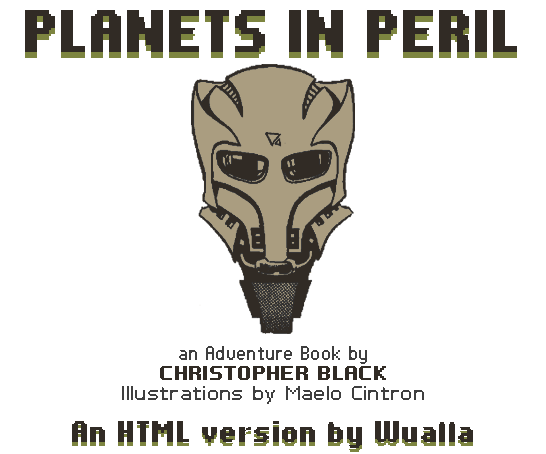 PLANETS IN PERIL
an Adventure Book by
CHRISTOPHER BLACK
Illustrations by Maelo Cintron
An HTML version by Wualla